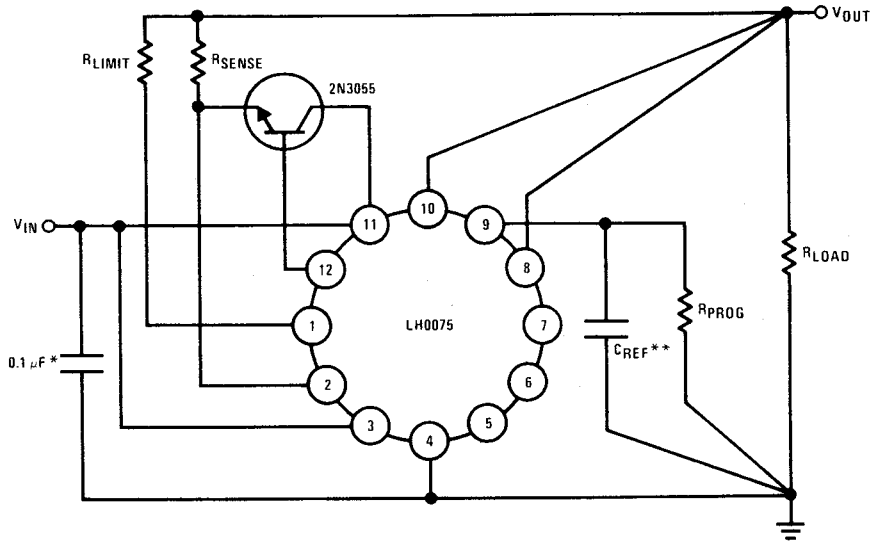 VOUT
RLIMIT
RSENSE
2N3055
VIN
10
11
9
12
8
RLOAD
1
LH0075
7
RPROG
0.1 µF*
CREF**
2
6
3
5
4